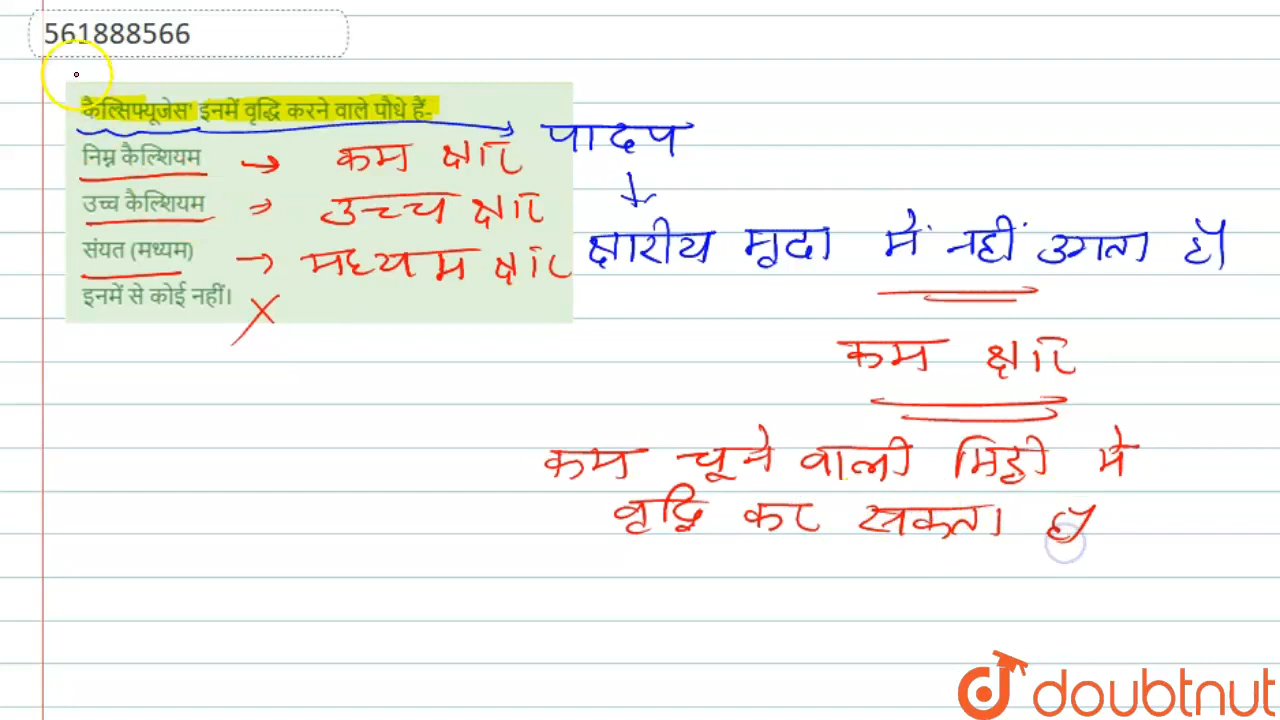 561888566
कैल्सिफ्यूजेस' इनमें वृद्धि करने वाले पौधे हैं-
पादप
निम्न कैल्शियम → कम क्षार
उच्च कैल्शियम → उच्च क्षार
संयत (मध्यम) → मध्यम क्षार
इनमें से कोई नहीं।
क्षारीय मृदा में नहीं उगता है
कम क्षार
कम चूने वाली मिट्टी मे
वृद्धि कर सकता है
doubtnut